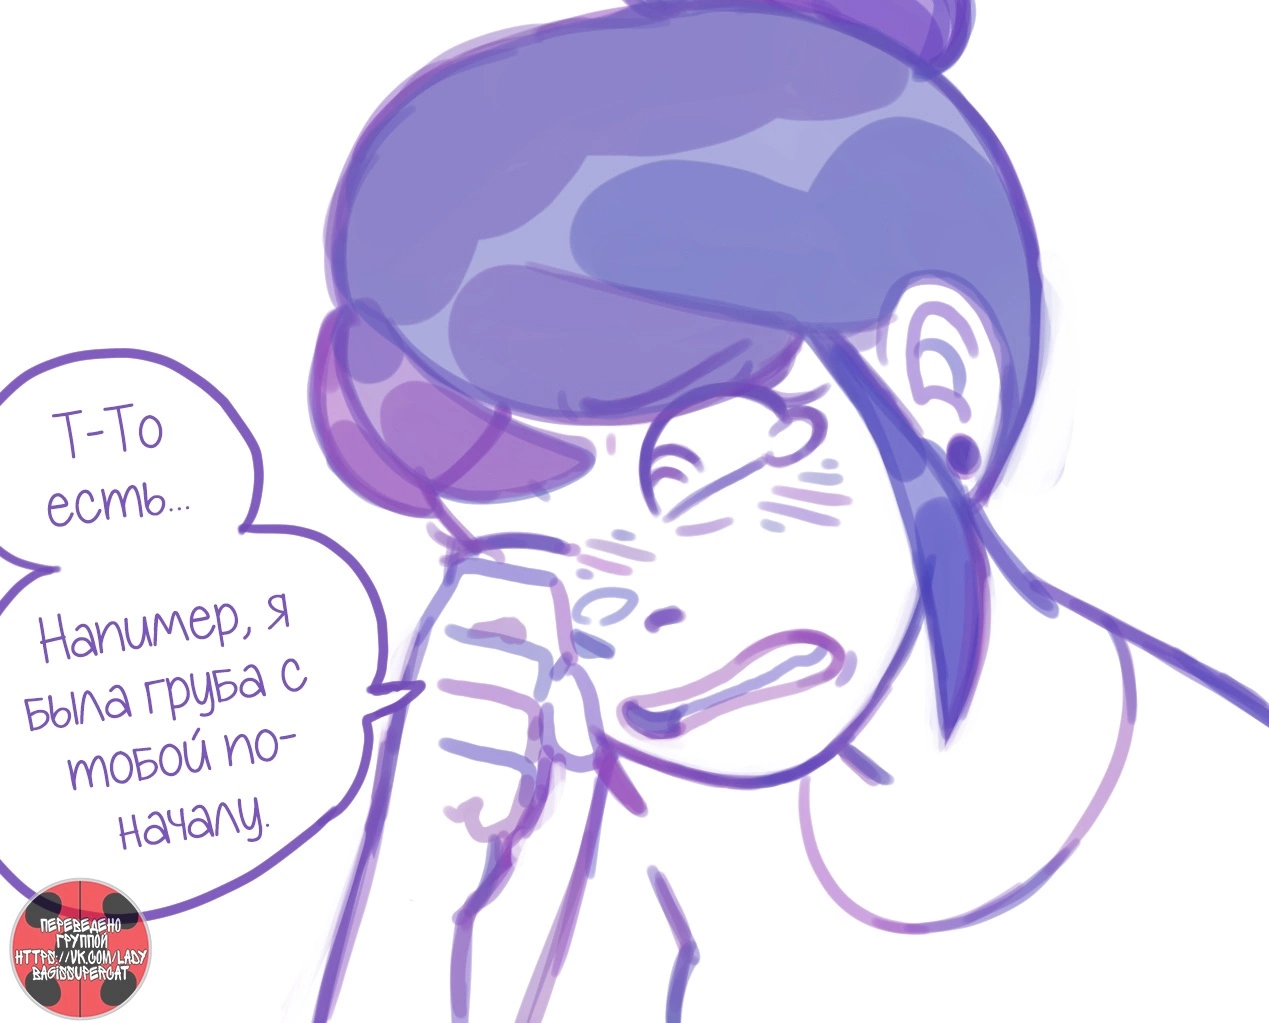 Т-То
есть...
Напимер, я
была груба с
тобой по-
началу.
ПЕРЕВЕДЕНО
ГРУППОЙ
HTTPS://VK.COM/LADY
BAGISSUPERCAT